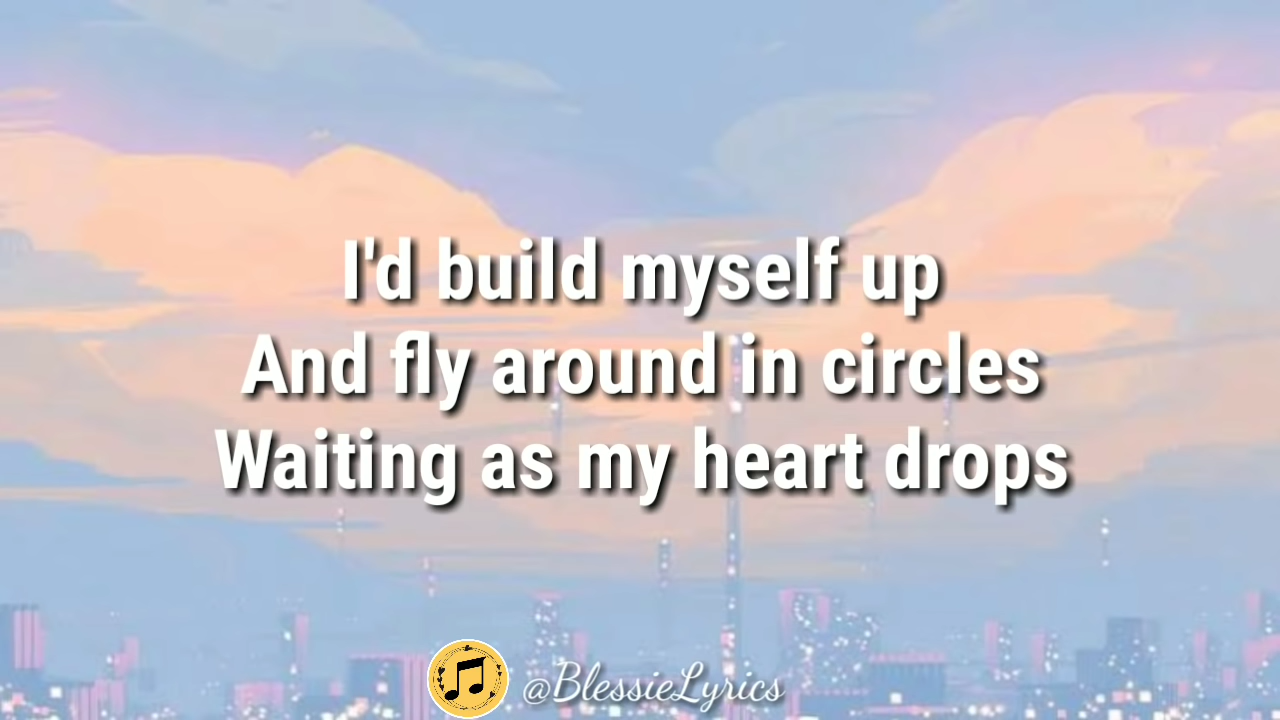 I'd build myself up
And fly around in circles
Waiting as my heart drops
@BlessieLyrics